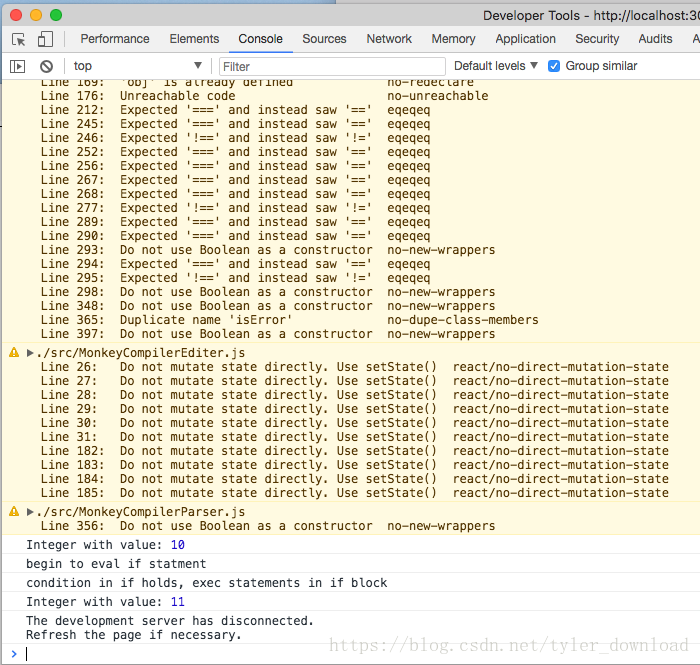 Developer Tools - http://localhost:30
Performance Elements Console Sources Network Memory Application Security Audits A
top Filter Default levels Group similar
Line 169: 'obj' is already defined no-redeclare
Line 176: Unreachable code no-unreachable
Line 212: Expected '===' and instead saw '==' eqeqeq
Line 245: Expected '===' and instead saw '==' eqeqeq
Line 246: Expected '!==' and instead saw '!=' eqeqeq
Line 252: Expected '===' and instead saw '==' eqeqeq
Line 256: Expected '===' and instead saw '==' eqeqeq
Line 267: Expected '===' and instead saw '==' eqeqeq
Line 268: Expected '===' and instead saw '==' eqeqeq
Line 277: Expected '!==' and instead saw '!=' eqeqeq
Line 289: Expected '===' and instead saw '==' eqeqeq
Line 290: Expected '===' and instead saw '==' eqeqeq
Line 293: Do not use Boolean as a constructor no-new-wrappers
Line 294: Expected '===' and instead saw '==' eqeqeq
Line 295: Expected '!==' and instead saw '!=' eqeqeq
Line 298: Do not use Boolean as a constructor no-new-wrappers
Line 348: Do not use Boolean as a constructor no-new-wrappers
Line 365: Duplicate name 'isError' no-dupe-class-members
Line 397: Do not use Boolean as a constructor no-new-wrappers
./src/MonkeyCompilerEditer.js
Line 26: Do not mutate state directly. Use setState() react/no-direct-mutation-state
Line 27: Do not mutate state directly. Use setState() react/no-direct-mutation-state
Line 28: Do not mutate state directly. Use setState() react/no-direct-mutation-state
Line 29: Do not mutate state directly. Use setState() react/no-direct-mutation-state
Line 30: Do not mutate state directly. Use setState() react/no-direct-mutation-state
Line 31: Do not mutate state directly. Use setState() react/no-direct-mutation-state
Line 182: Do not mutate state directly. Use setState() react/no-direct-mutation-state
Line 183: Do not mutate state directly. Use setState() react/no-direct-mutation-state
Line 184: Do not mutate state directly. Use setState() react/no-direct-mutation-state
Line 185: Do not mutate state directly. Use setState() react/no-direct-mutation-state
./src/MonkeyCompilerParser.js
Line 356: Do not use Boolean as a constructor no-new-wrappers
Integer with value: 10
begin to eval if statment
condition in if holds, exec statements in if block
Integer with value: 11
The development server has disconnected.
Refresh the page if necessary.
https://blog.csdn.net/tyler_download